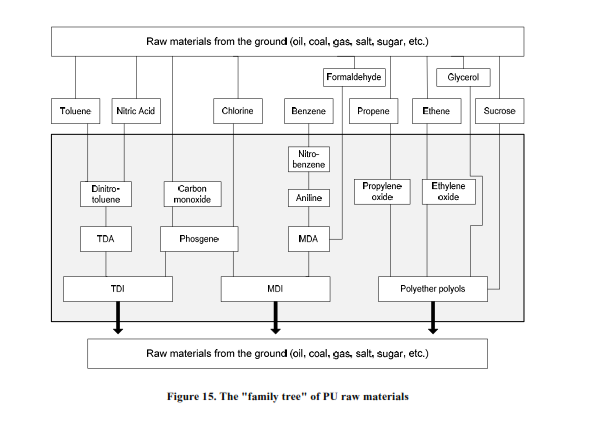 Raw materials from the ground (oil, coal, gas, salt, sugar, etc.)
Formaldehyde
Glycerol
Toluene
Nitric Acid
Chlorine
Benzene
Propene
Ethene
Sucrose
Nitro-
benzene
Dinitro-
toluene
Carbon
monoxide
Aniline
Propylene
oxide
Ethylene
oxide
TDA
Phosgene
MDA
TDI
MDI
Polyether polyols
Raw materials from the ground (oil, coal, gas, salt, sugar, etc.)
Figure 15. The "family tree" of PU raw materials